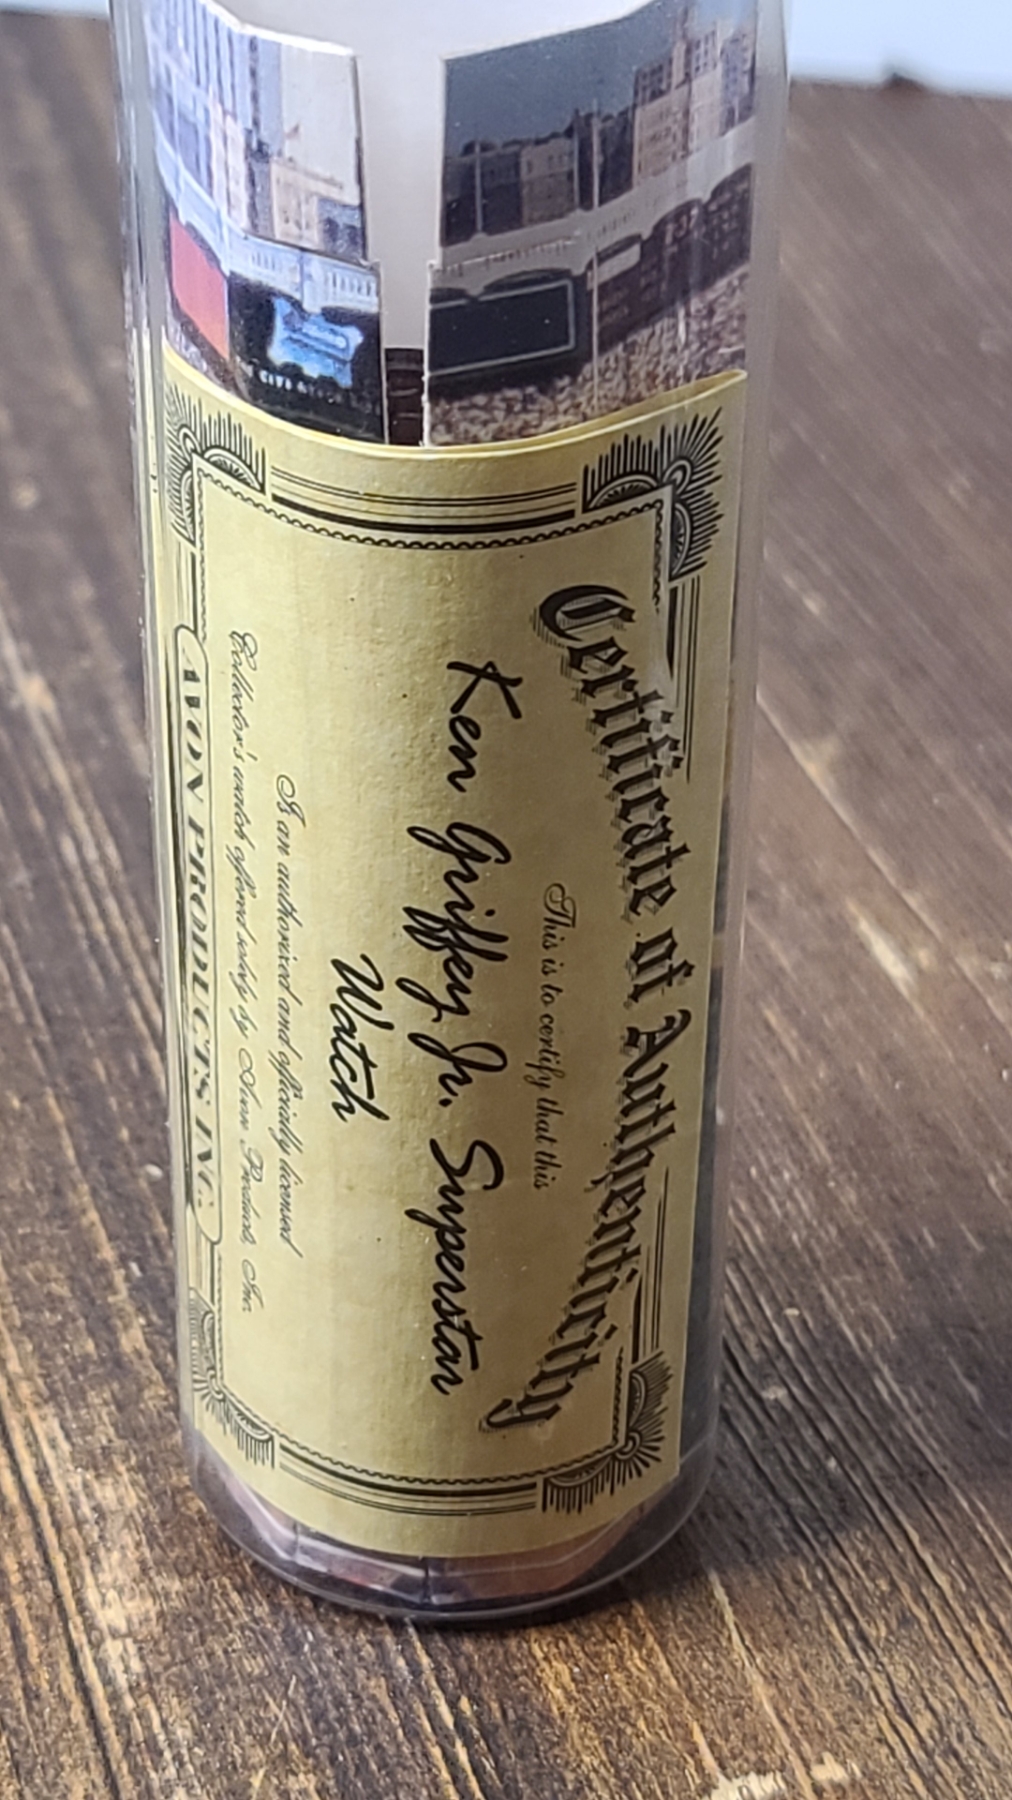 Certificate of Authenticity
This is to certify that this
Ken Griffey Jr. Superstar
Watch
Is an authorized and officially licensed
Collector's watch offered solely by Avon Products, Inc.
AVON PRODUCTS INC.